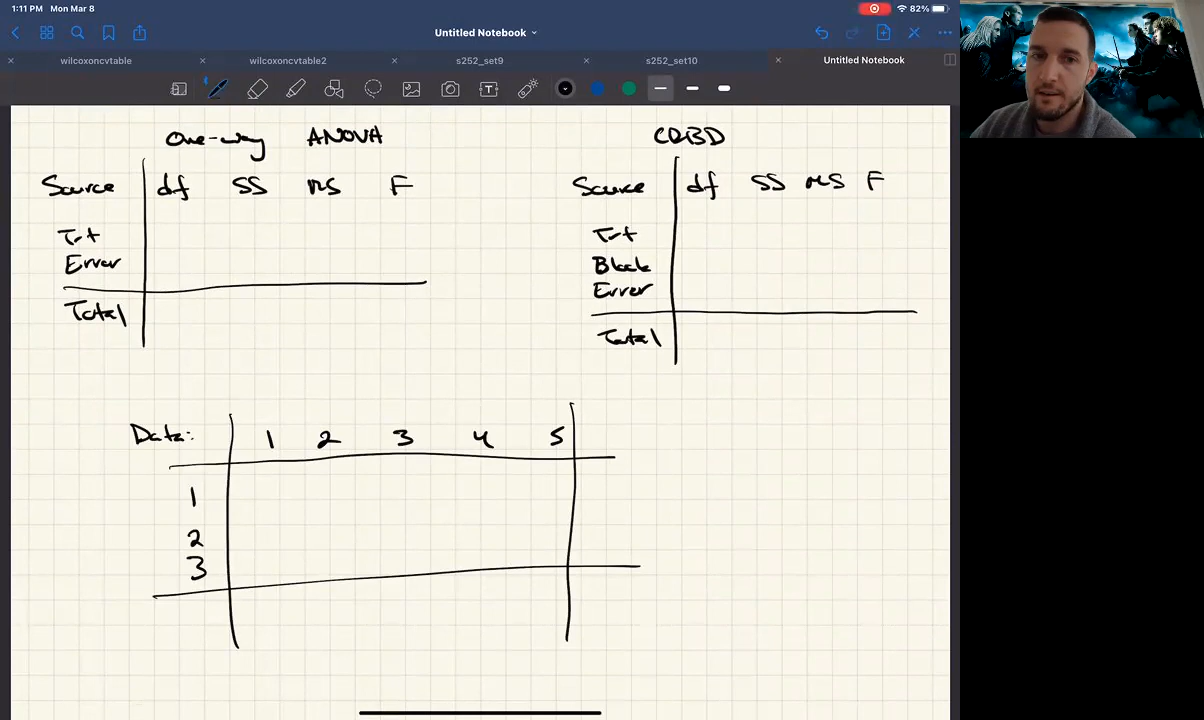 1:11 PM Mon Mar 8
82%
Untitled Notebook
wilcoxoncvtable
wilcoxoncvtable2
s252_set9
s252_set10
Untitled Notebook
One-way ANOVA
Source df SS MS F
Trt
Error
Total
CRBD
Source df SS MS F
Trt
Block
Error
Total
Data: 1 2 3 4 5
1
2
3